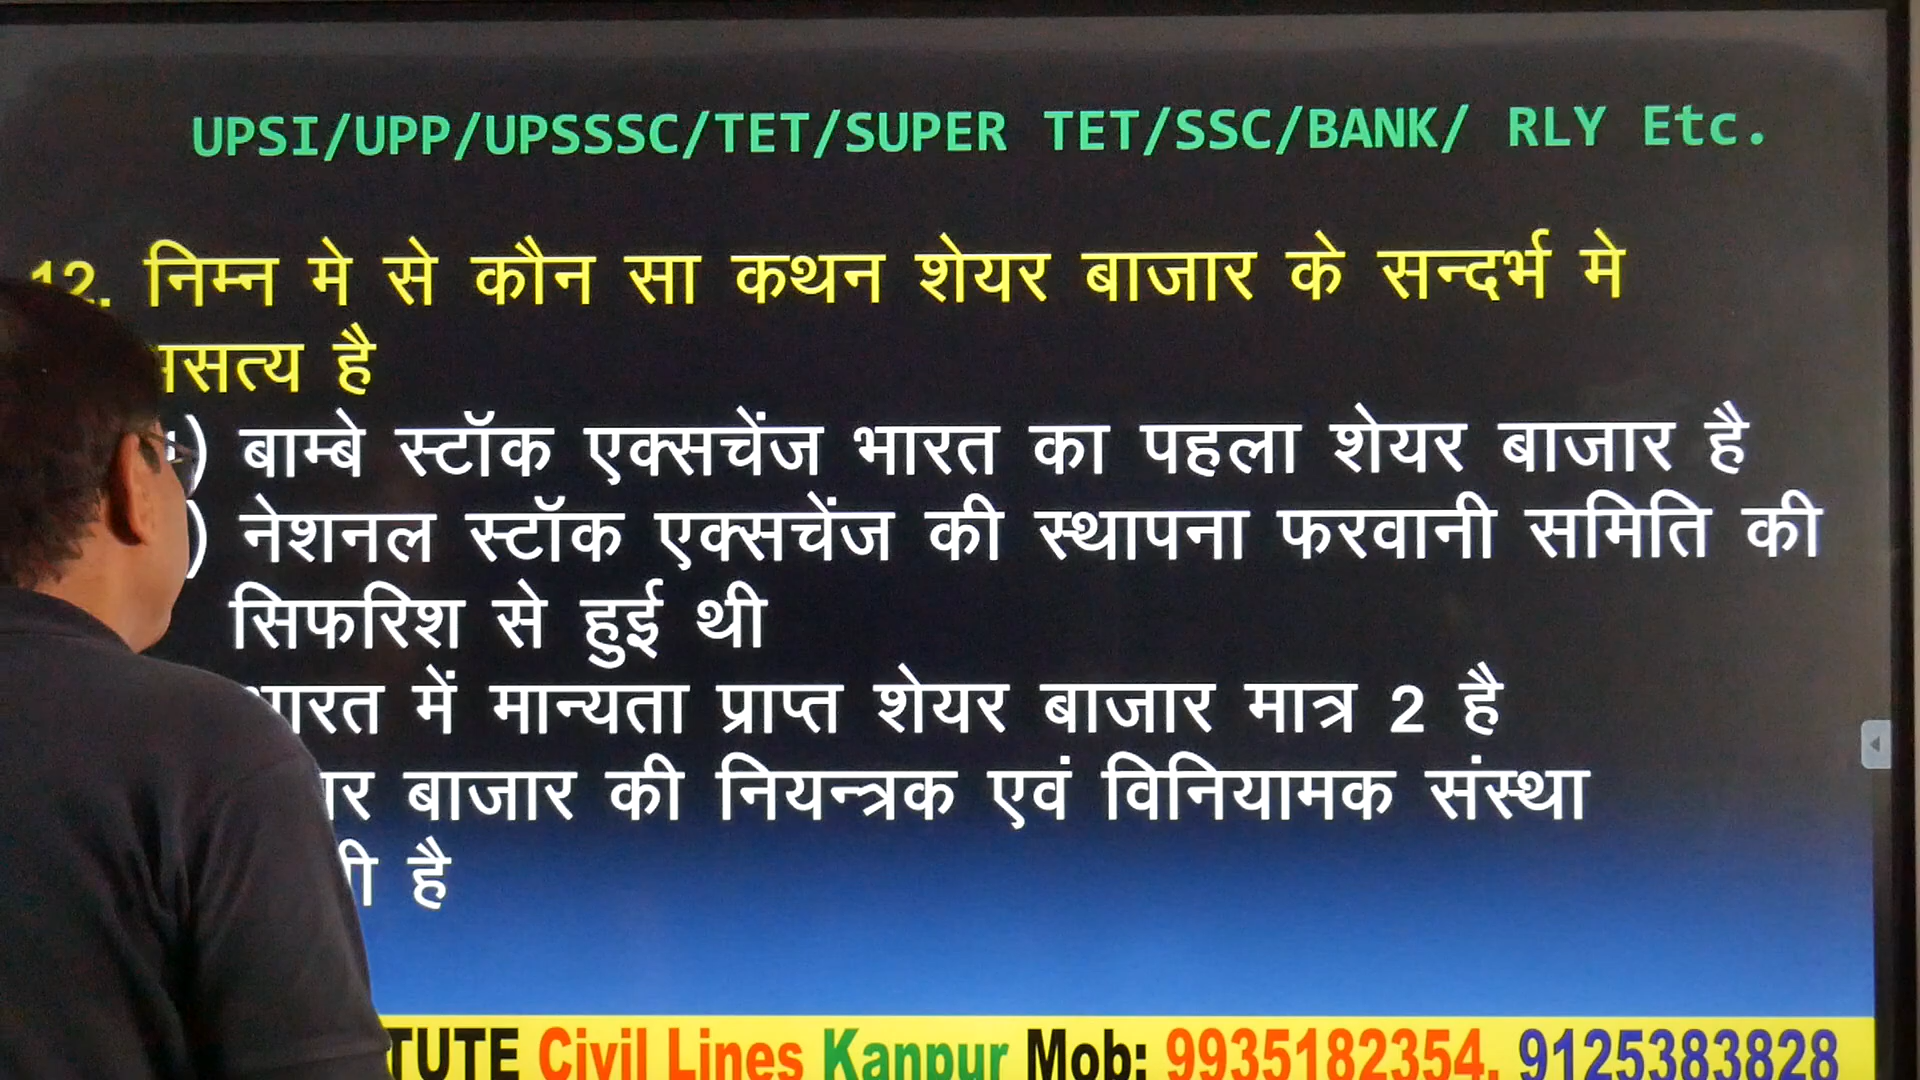 UPSI/UPP/UPSSSC/TET/SUPER TET/SSC/BANK/ RLY Etc.
12. निम्न मे से कौन सा कथन शेयर बाजार के सन्दर्भ मे
है
) बाम्बे स्टॉक एक्सचेंज भारत का पहला शेयर बाजार है
) नेशनल स्टॉक एक्सचेंज की स्थापना फरवानी समिति की
सिफरिश से हुई थी
में मान्यता प्राप्त शेयर बाजार मात्र 2 है
बाजार की नियन्त्रक एवं विनियामक संस्था
है
Civil Lines Kanpur Mob: 9935182354, 9125383828